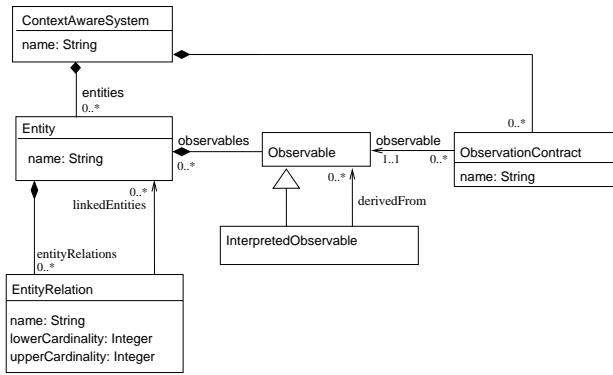 ContextAwareSystem
name: String
entities
0..*
0..*
Entity
name: String
observables
0..*
Observable
observable
1..1
0..*
ObservationContract
name: String
0..*
linkedEntities
0..*
derivedFrom
InterpretedObservable
entityRelations
0..*
EntityRelation
name: String
lowerCardinality: Integer
upperCardinality: Integer